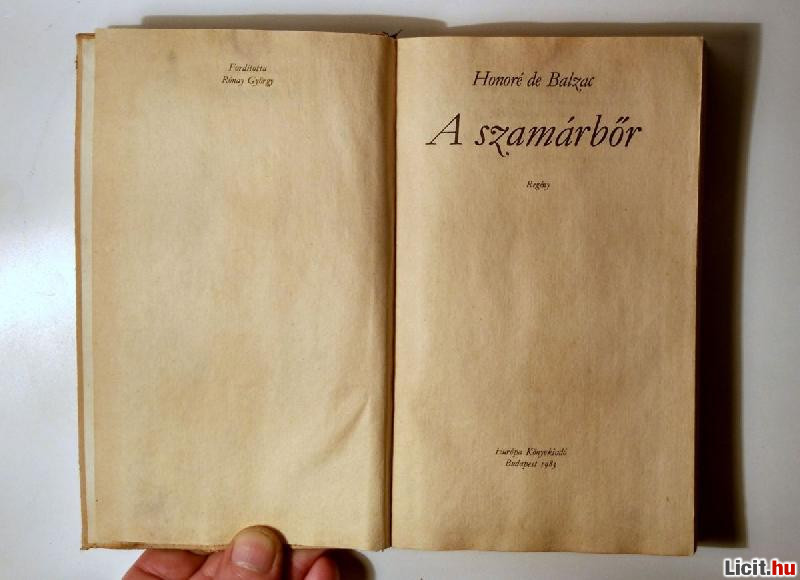 Fordította
Rónay György
Honoré de Balzac
A szamárbőr
Regény
Európa Könyvkiadó
Budapest 1983
Licit.hu